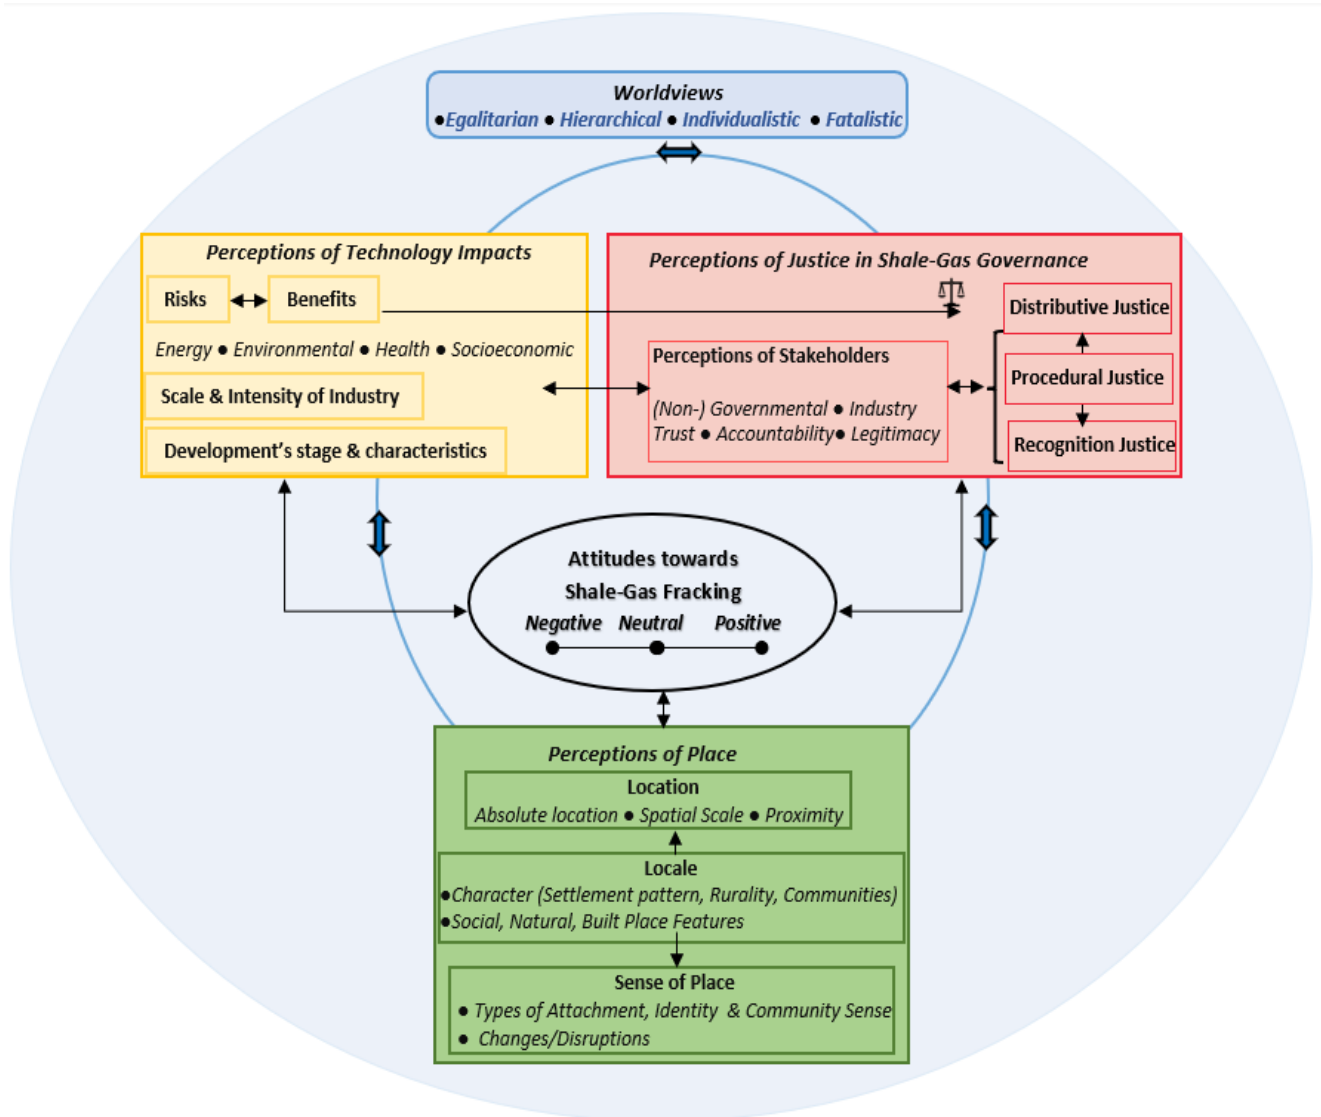 Worldviews
●Egalitarian ● Hierarchical ● Individualistic ● Fatalistic
Perceptions of Technology Impacts
Risks
Benefits
Energy ● Environmental ● Health ● Socioeconomic
Scale & Intensity of Industry
Development’s stage & characteristics
Perceptions of Justice in Shale-Gas Governance
Distributive Justice
Perceptions of Stakeholders
(Non-) Governmental ● Industry
Trust ● Accountability● Legitimacy
Procedural Justice
Recognition Justice
Attitudes towards
Shale-Gas Fracking
Negative Neutral Positive
Perceptions of Place
Location
Absolute location ● Spatial Scale ● Proximity
Locale
●Character (Settlement pattern, Rurality, Communities)
●Social, Natural, Built Place Features
Sense of Place
● Types of Attachment, Identity & Community Sense
● Changes/Disruptions